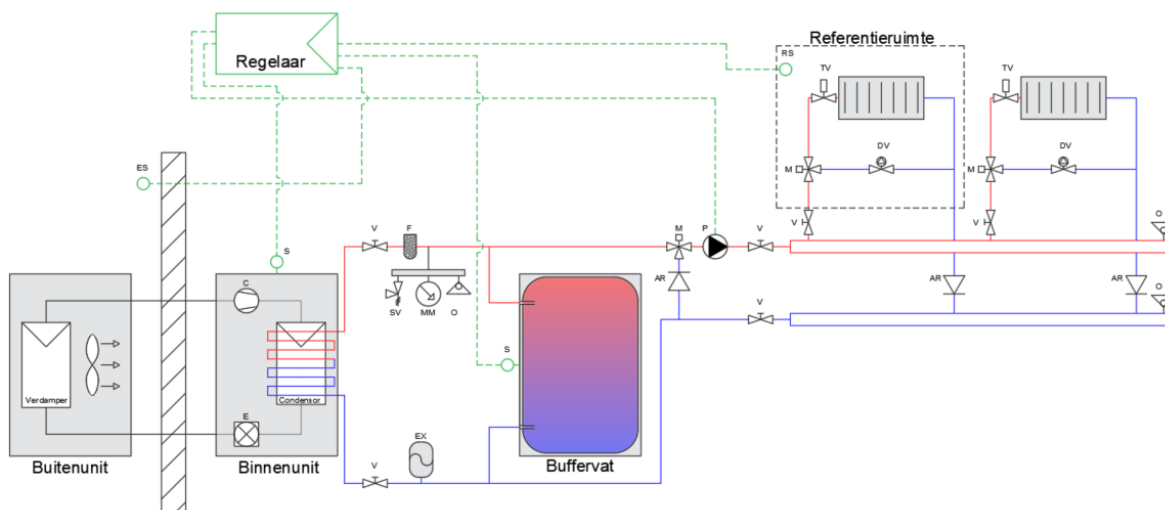 Regelaar
Referentieruimte
RS
TV
TV
DV
DV
M
M
ES
V
V
S
V
F
M
P
V
O
AR
C
SV
MM
O
AR
AR
O
S
V
Verdamper
Condensor
E
EX
V
Buitenunit
Binnenunit
Buffervat